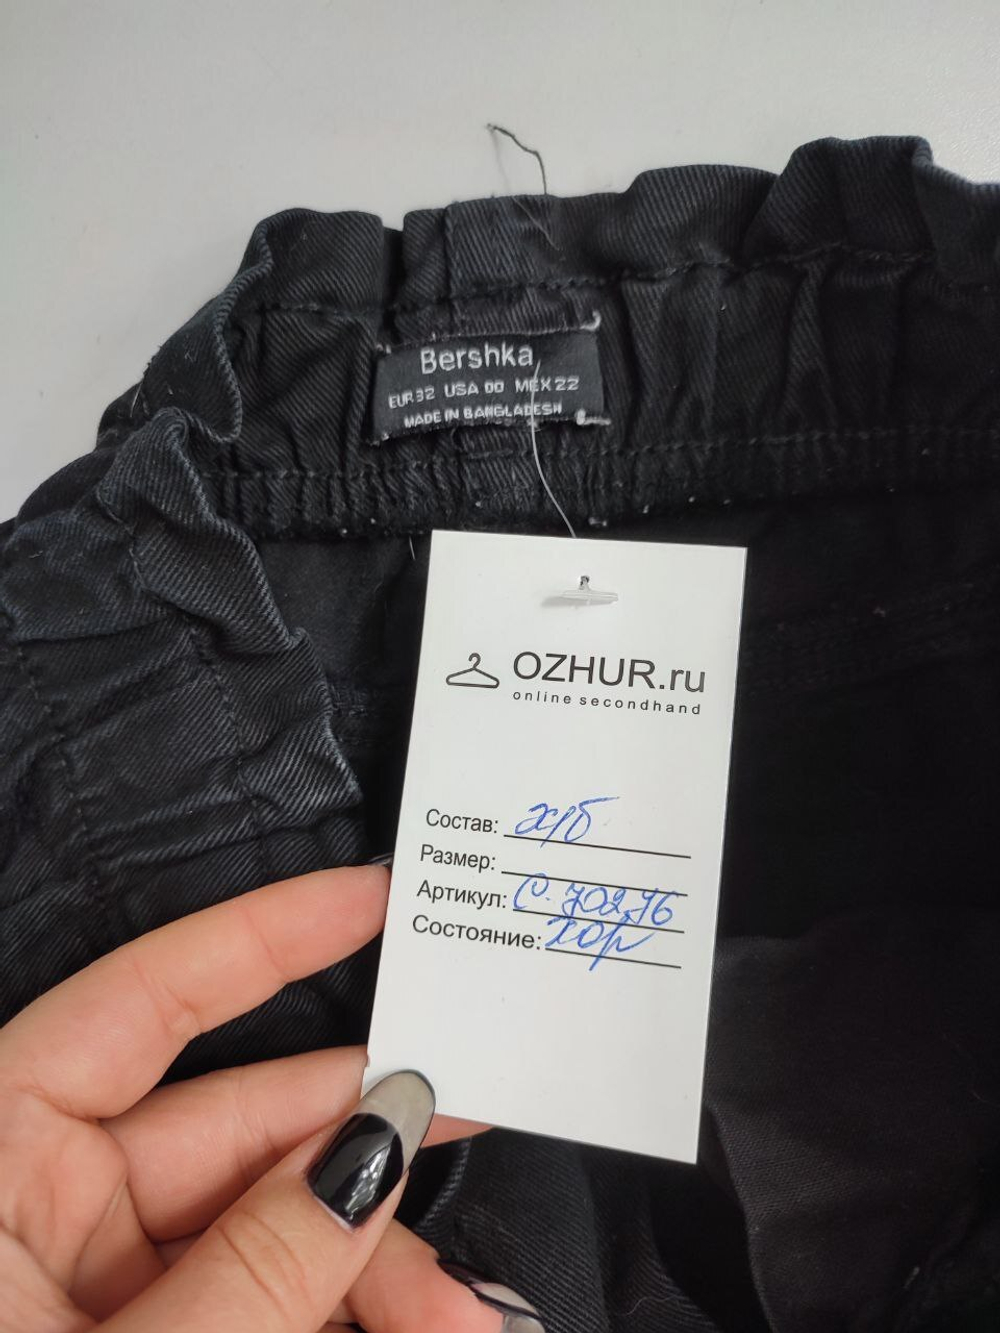 Bershka
EUR 32 USA 00 MEX 22
MADE IN BANGLADESH
OZHUR.ru
online secondhand
Состав: х/б
Размер:
Артикул: С. 70276
Состояние: хор